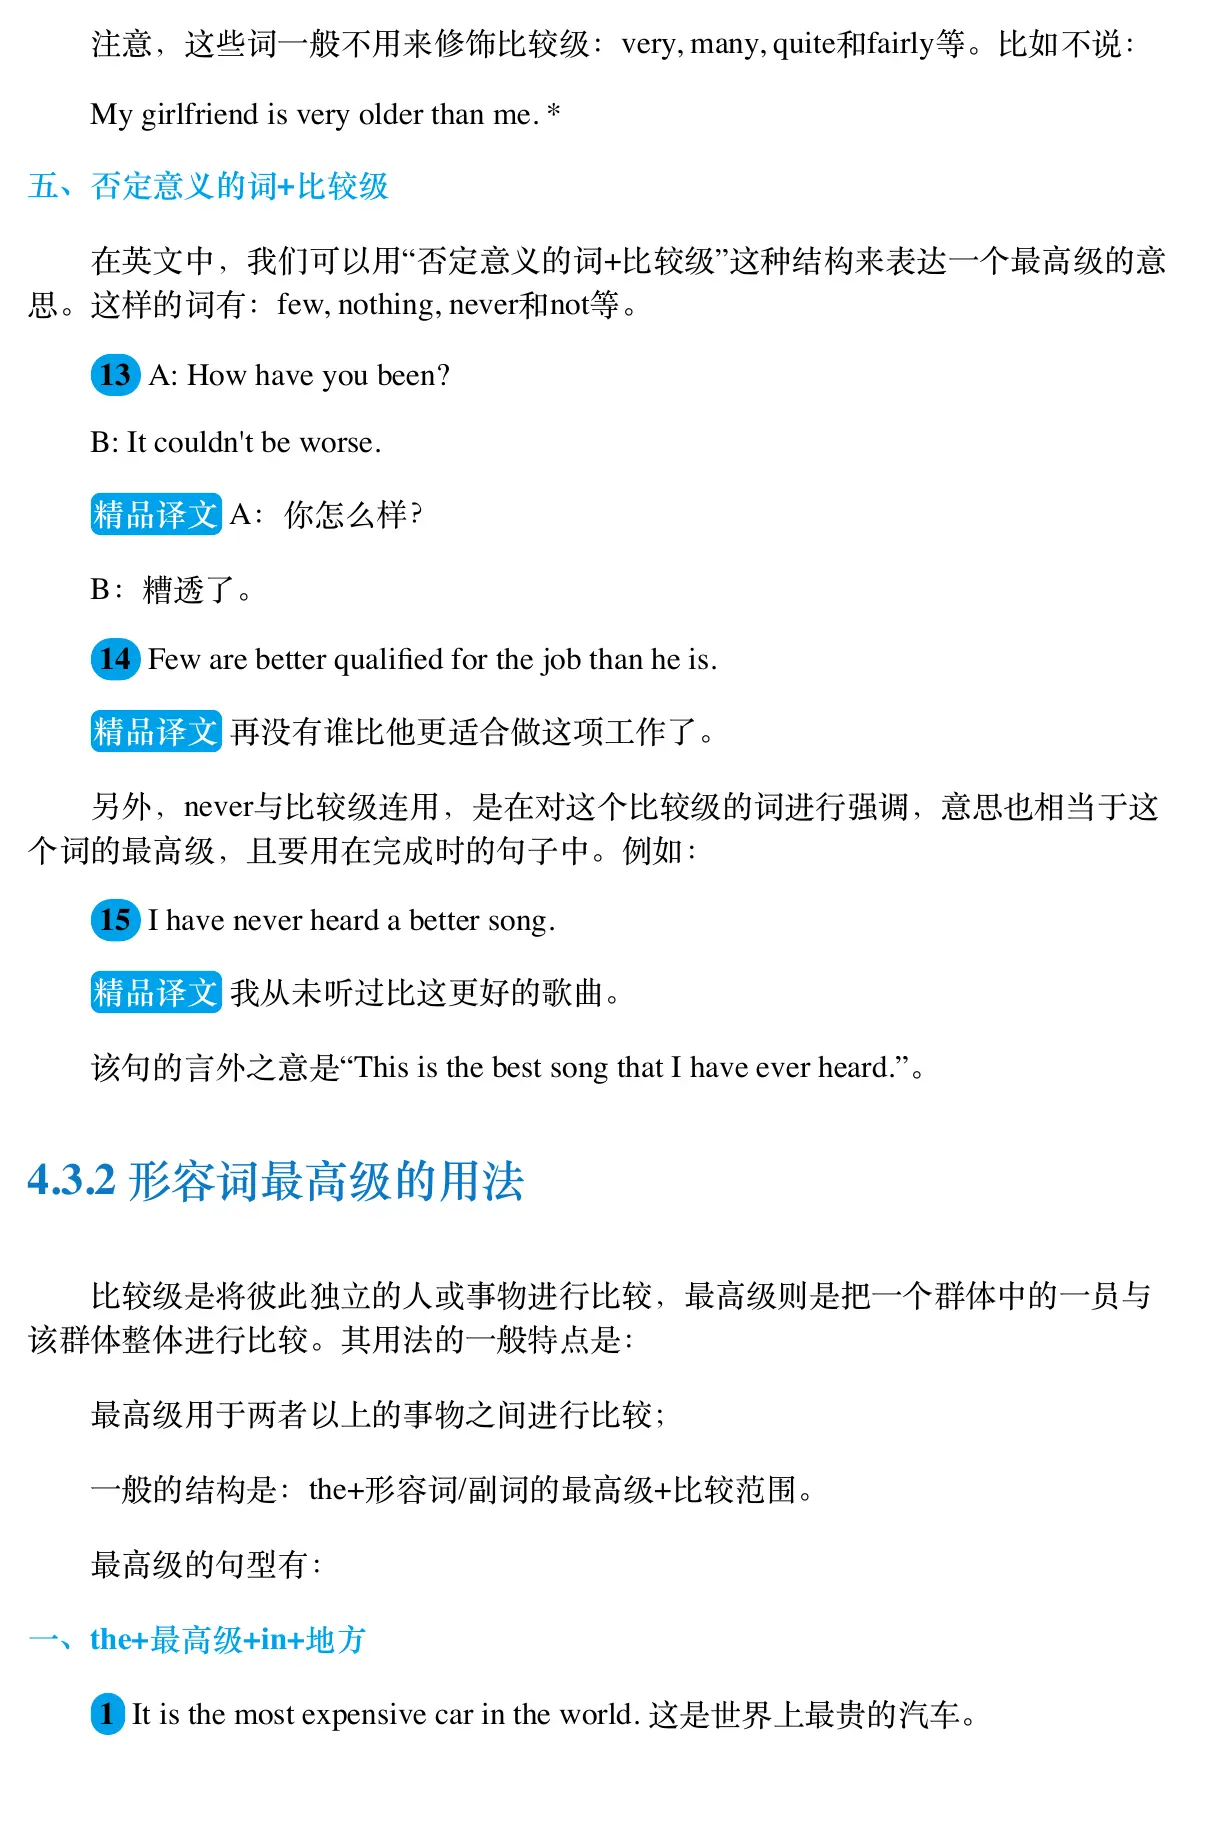 注意，这些词一般不用来修饰比较级：very, many, quite和fairly等。比如不说：
My girlfriend is very older than me. *
五、否定意义的词+比较级
在英文中，我们可以用“否定意义的词+比较级”这种结构来表达一个最高级的意
思。这样的词有：few, nothing, never和not等。
13 A: How have you been?
B: It couldn't be worse.
精品译文 A：你怎么样？
B：糟透了。
14 Few are better qualified for the job than he is.
精品译文 再没有谁比他更适合做这项工作了。
另外，never与比较级连用，是在对这个比较级的词进行强调，意思也相当于这
个词的最高级，且要用在完成时的句子中。例如：
15 I have never heard a better song.
精品译文 我从未听过比这更好的歌曲。
该句的言外之意是“This is the best song that I have ever heard.”。
4.3.2 形容词最高级的用法
比较级是将彼此独立的人或事物进行比较，最高级则是把一个群体中的一员与
该群体整体进行比较。其用法的一般特点是：
最高级用于两者以上的事物之间进行比较；
一般的结构是：the+形容词/副词的最高级+比较范围。
最高级的句型有：
一、the+最高级+in+地方
1 It is the most expensive car in the world. 这是世界上最贵的汽车。